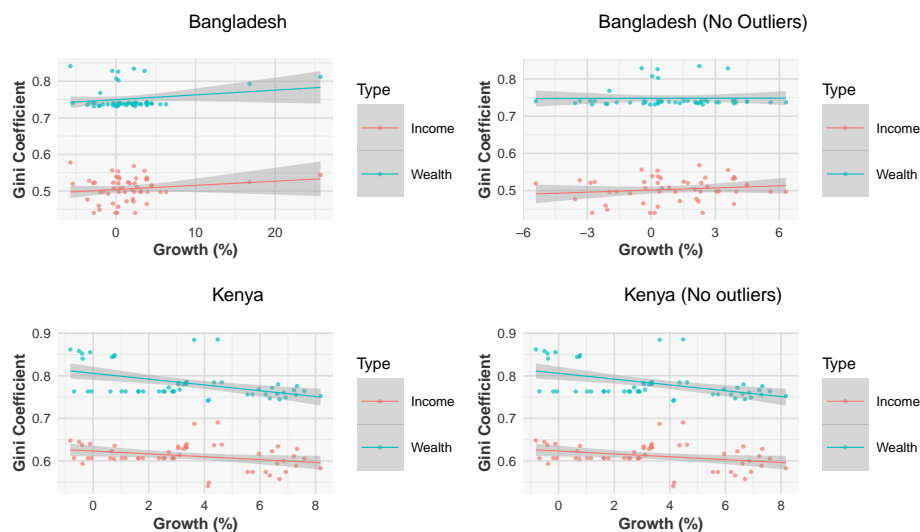 Bangladesh
Gini Coefficient
0.8
0.7
0.6
0.5
0
10
20
Growth (%)
Type
Income
Wealth
Bangladesh (No Outliers)
Gini Coefficient
0.8
0.7
0.6
0.5
−6
−3
0
3
6
Growth (%)
Type
Income
Wealth
Kenya
Gini Coefficient
0.9
0.8
0.7
0.6
0
2
4
6
8
Growth (%)
Type
Income
Wealth
Kenya (No outliers)
Gini Coefficient
0.9
0.8
0.7
0.6
0
2
4
6
8
Growth (%)
Type
Income
Wealth